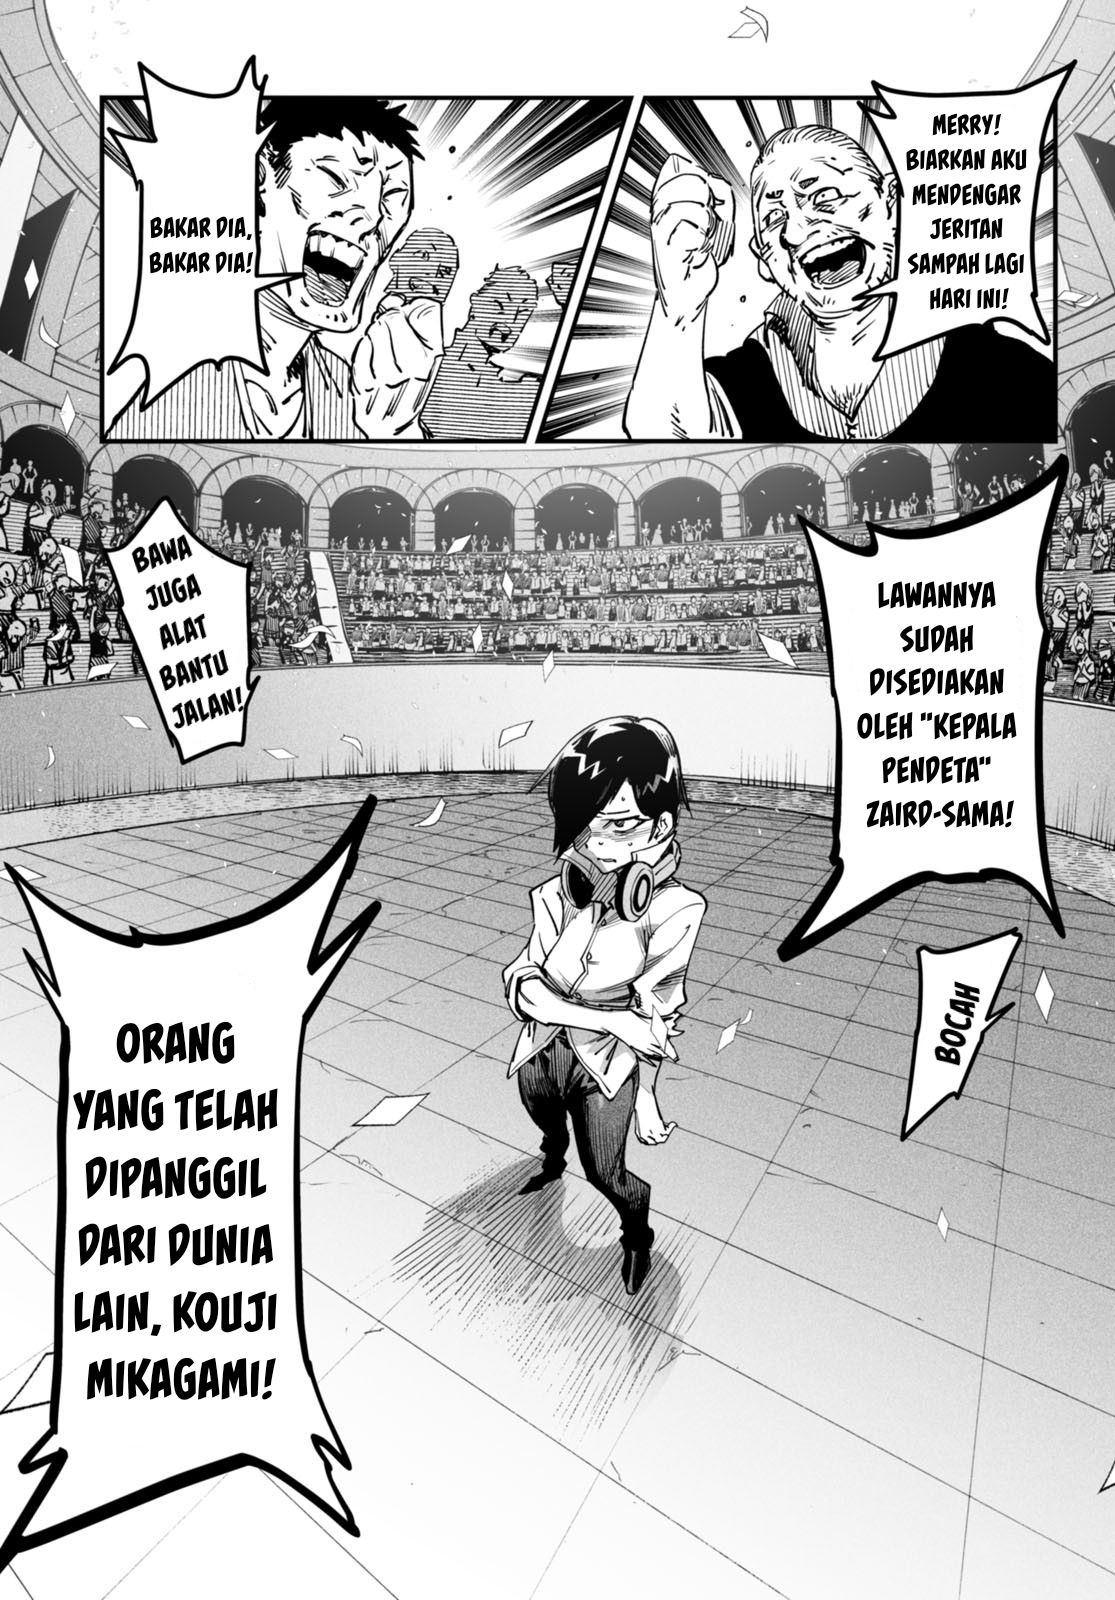 MERRY!
BIARKAN AKU
MENDENGAR
JERITAN
SAMPAH LAGI
HARI INI!
BAKAR DIA,
BAKAR DIA!
LAWANNYA
SUDAH
DISEDIAKAN
OLEH "KEPALA
PENDETA"
ZAIRD-SAMA!
BAWA
JUGA
ALAT
BANTU
JALAN!
BOCAH
ORANG
YANG TELAH
DIPANGGIL
DARI DUNIA
LAIN, KOUJI
MIKAGAMI!